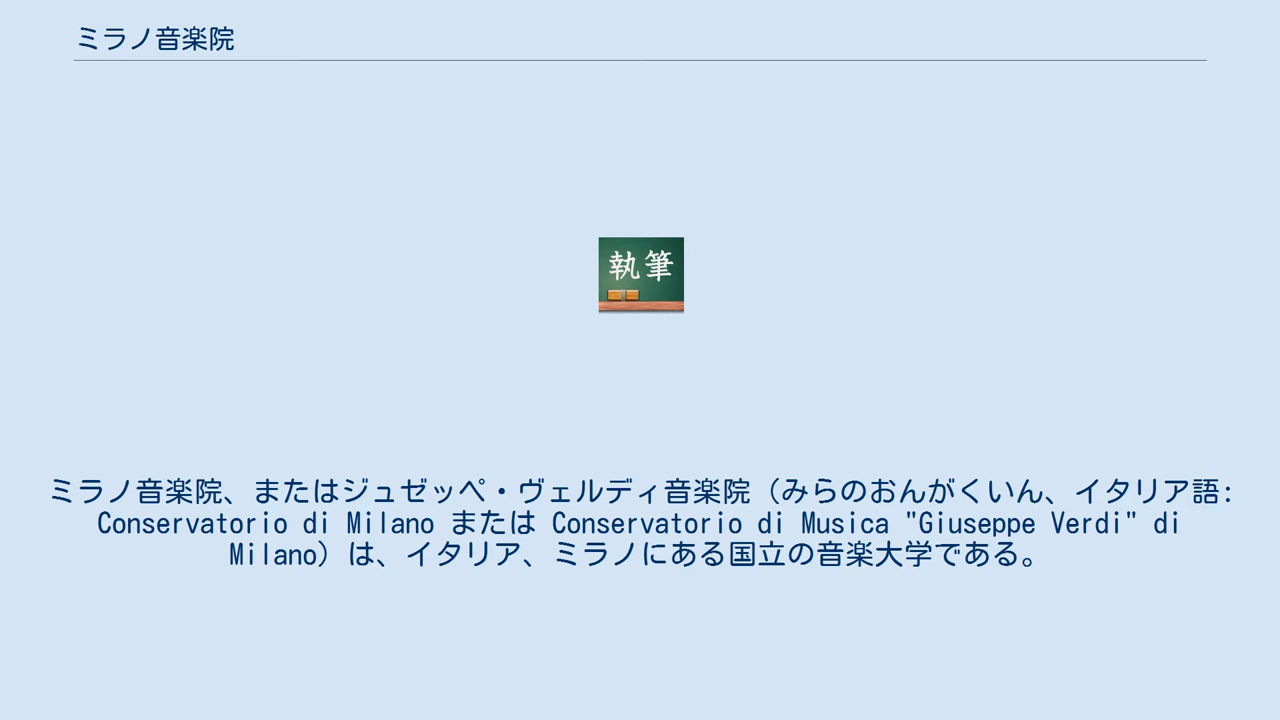 ミラノ音楽院
執筆
ミラノ音楽院、またはジュゼッペ・ヴェルディ音楽院（みらのおんがくいん、イタリア語:
Conservatorio di Milano または Conservatorio di Musica "Giuseppe Verdi" di
Milano）は、イタリア、ミラノにある国立の音楽大学である。